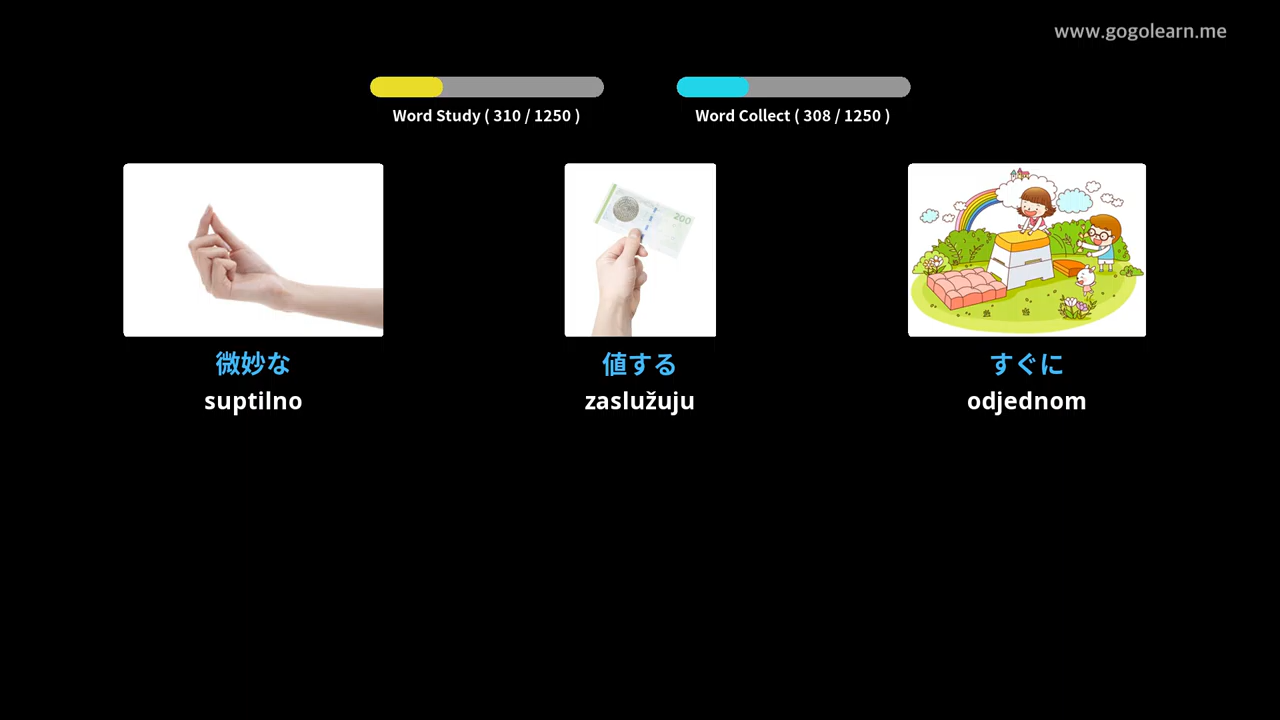 www.gogolearn.me
Word Study ( 310 / 1250 )
Word Collect ( 308 / 1250 )
200
微妙な
値する
すぐに
suptilno
zaslužuju
odjednom